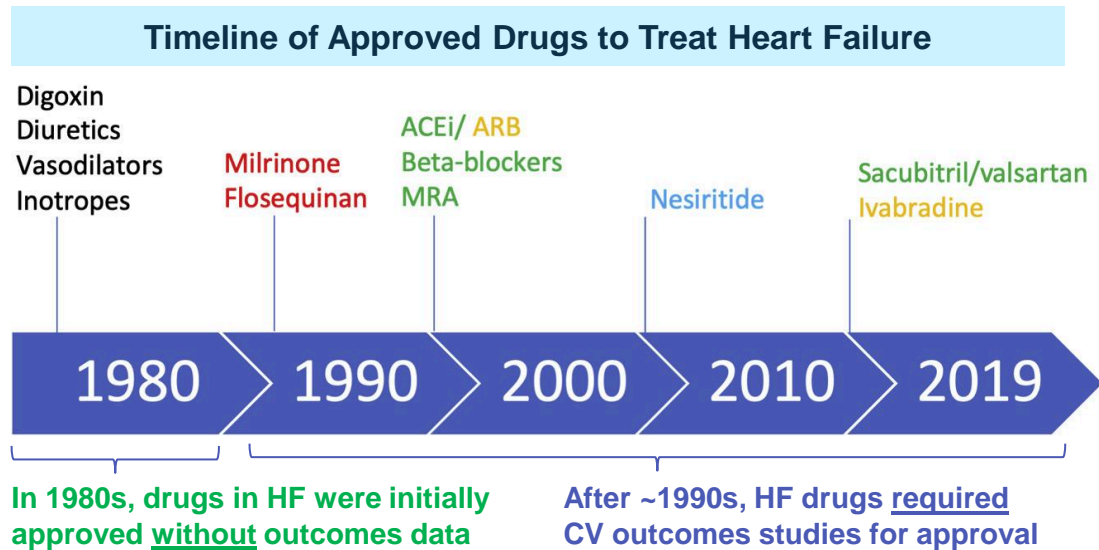 Timeline of Approved Drugs to Treat Heart Failure
Digoxin
Diuretics
Vasodilators
Inotropes
Milrinone
Flosequinan
ACEi/ ARB
Beta-blockers
MRA
Nesiritide
Sacubitril/valsartan
Ivabradine
1980
1990
2000
2010
2019
In 1980s, drugs in HF were initially
approved without outcomes data
After ~1990s, HF drugs required
CV outcomes studies for approval